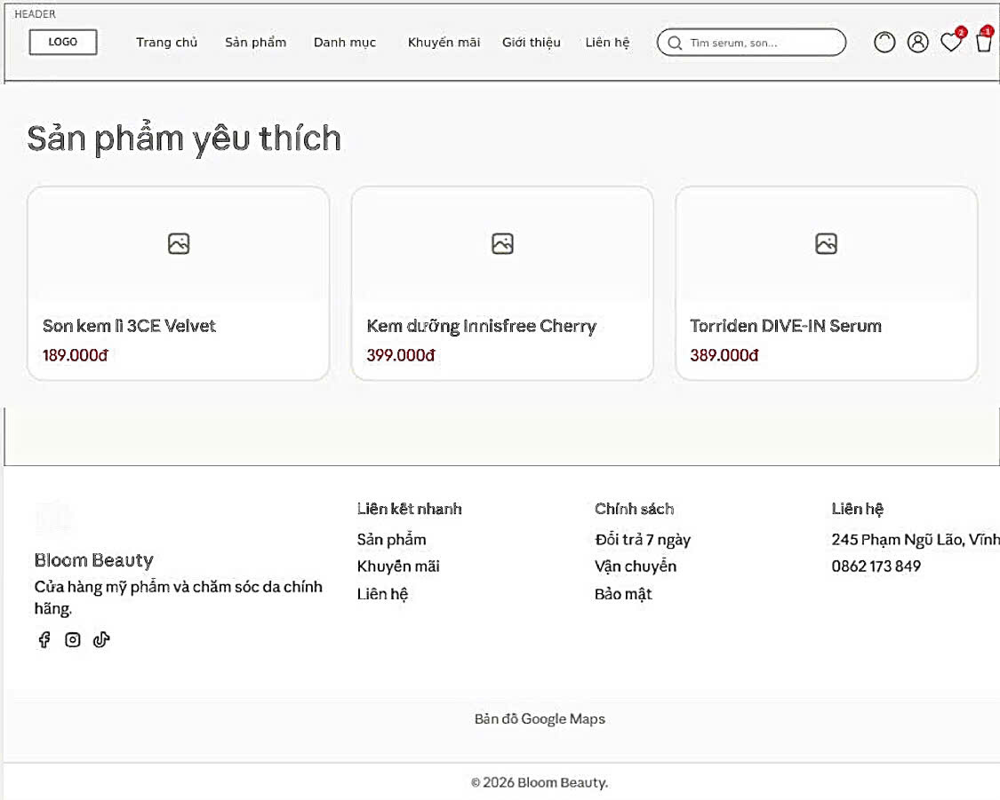 HEADER
LOGO
Trang chủ
Sản phẩm
Danh mục
Khuyến mãi
Giới thiệu
Liên hệ
Tìm serum, son...
2
1
Sản phẩm yêu thích
Son kem lì 3CE Velvet
189.000đ
Kem dưỡng Innisfree Cherry
399.000đ
Torriden DIVE-IN Serum
389.000đ
Bloom Beauty
Cửa hàng mỹ phẩm và chăm sóc da chính
hãng.
Liên kết nhanh
Sản phẩm
Khuyến mãi
Liên hệ
Chính sách
Đổi trả 7 ngày
Vận chuyển
Bảo mật
Liên hệ
245 Phạm Ngũ Lão, Vĩnh
0862 173 849
Bản đồ Google Maps
© 2026 Bloom Beauty.